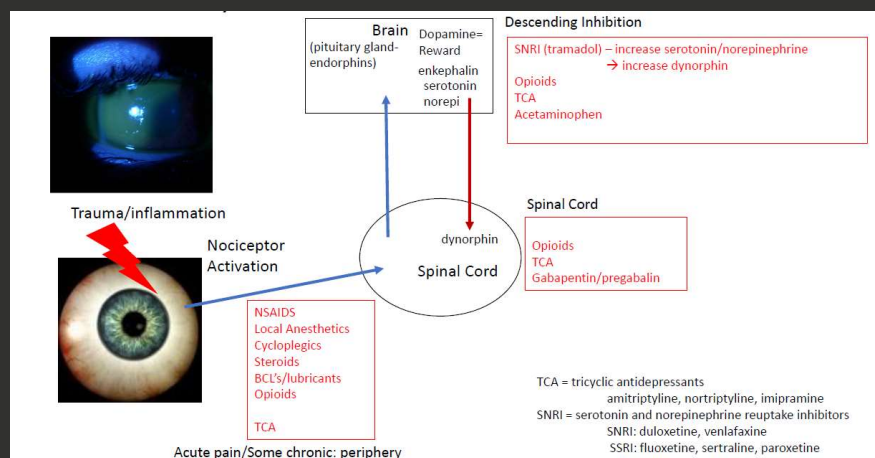 Brain
(pituitary gland-
endorphins)
Dopamine=
Reward
enkephalin
serotonin
norepi
Descending Inhibition
SNRI (tramadol) – increase serotonin/norepinephrine
→ increase dynorphin
Opioids
TCA
Acetaminophen
Trauma/inflammation
Nociceptor
Activation
dynorphin
Spinal Cord
Spinal Cord
Opioids
TCA
Gabapentin/pregabalin
NSAIDS
Local Anesthetics
Cycloplegics
Steroids
BCL's/lubricants
Opioids
TCA
Acute pain/Some chronic: periphery
TCA = tricyclic antidepressants
amitriptyline, nortriptyline, imipramine
SNRI = serotonin and norepinephrine reuptake inhibitors
SNRI: duloxetine, venlafaxine
SSRI: fluoxetine, sertraline, paroxetine